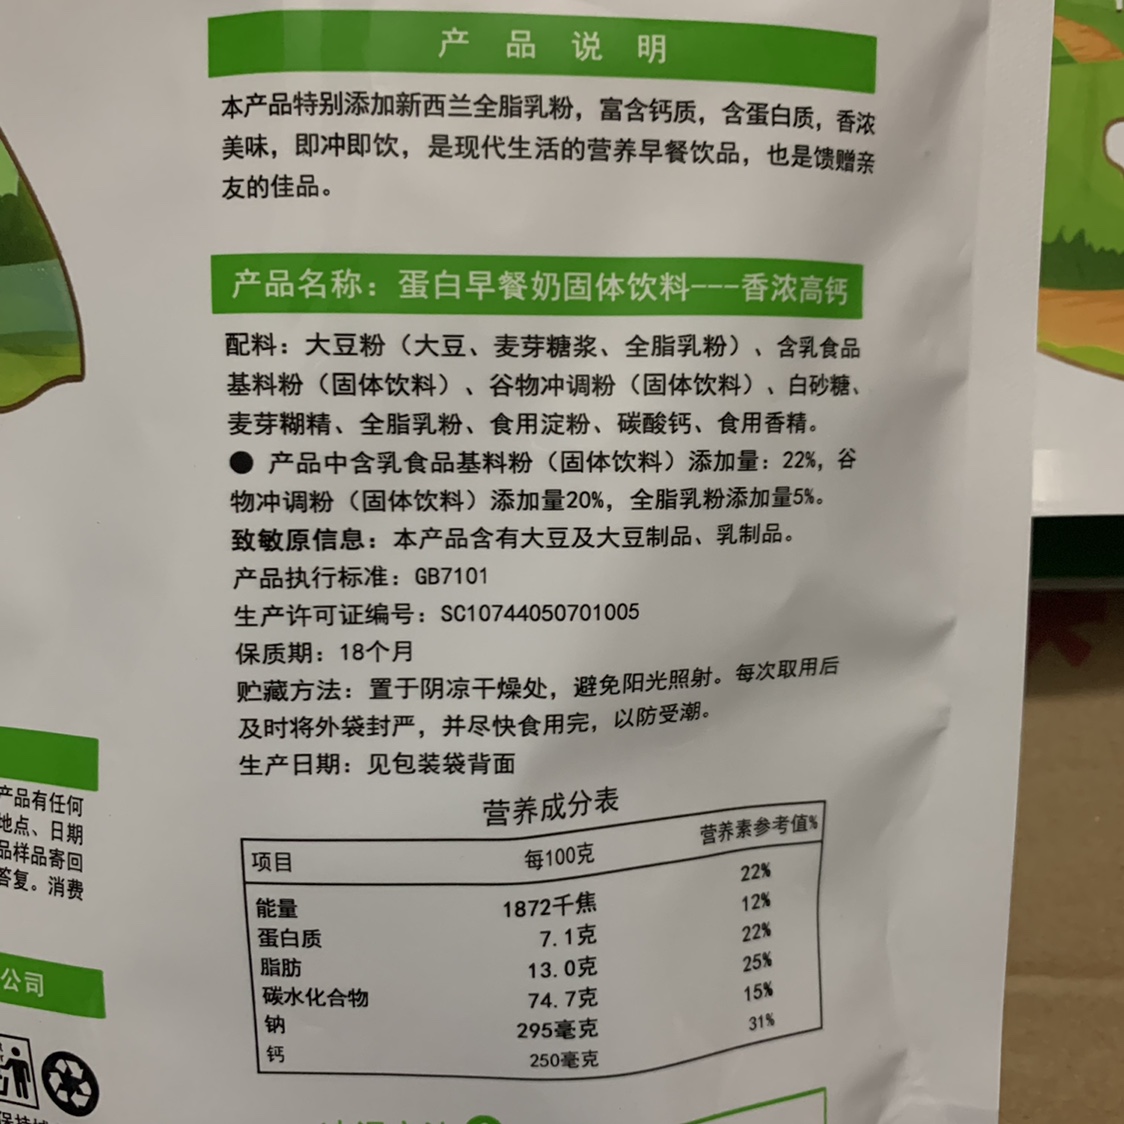 产品说明
本产品特别添加新西兰全脂乳粉，富含钙质，含蛋白质，香浓
美味，即冲即饮，是现代生活的营养早餐饮品，也是馈赠亲
友的佳品。
产品名称：蛋白早餐奶固体饮料---香浓高钙
配料：大豆粉（大豆、麦芽糖浆、全脂乳粉）、含乳食品
基料粉（固体饮料）、谷物冲调粉（固体饮料）、白砂糖、
麦芽糊精、全脂乳粉、食用淀粉、碳酸钙、食用香精。
● 产品中含乳食品基料粉（固体饮料）添加量：22%，谷
物冲调粉（固体饮料）添加量20%，全脂乳粉添加量5%。
致敏原信息：本产品含有大豆及大豆制品、乳制品。
产品执行标准：GB7101
生产许可证编号：SC10744050701005
保质期：18个月
贮藏方法：置于阴凉干燥处，避免阳光照射。每次取用后
及时将外袋封严，并尽快食用完，以防受潮。
生产日期：见包装袋背面
营养成分表
项目 每100克 营养素参考值%
能量 1872千焦 22%
蛋白质 7.1克 12%
脂肪 13.0克 22%
碳水化合物 74.7克 25%
钠 295毫克 15%
钙 250毫克 31%
产品有任何
地点、日期
品样品寄回
答复。消费
公司